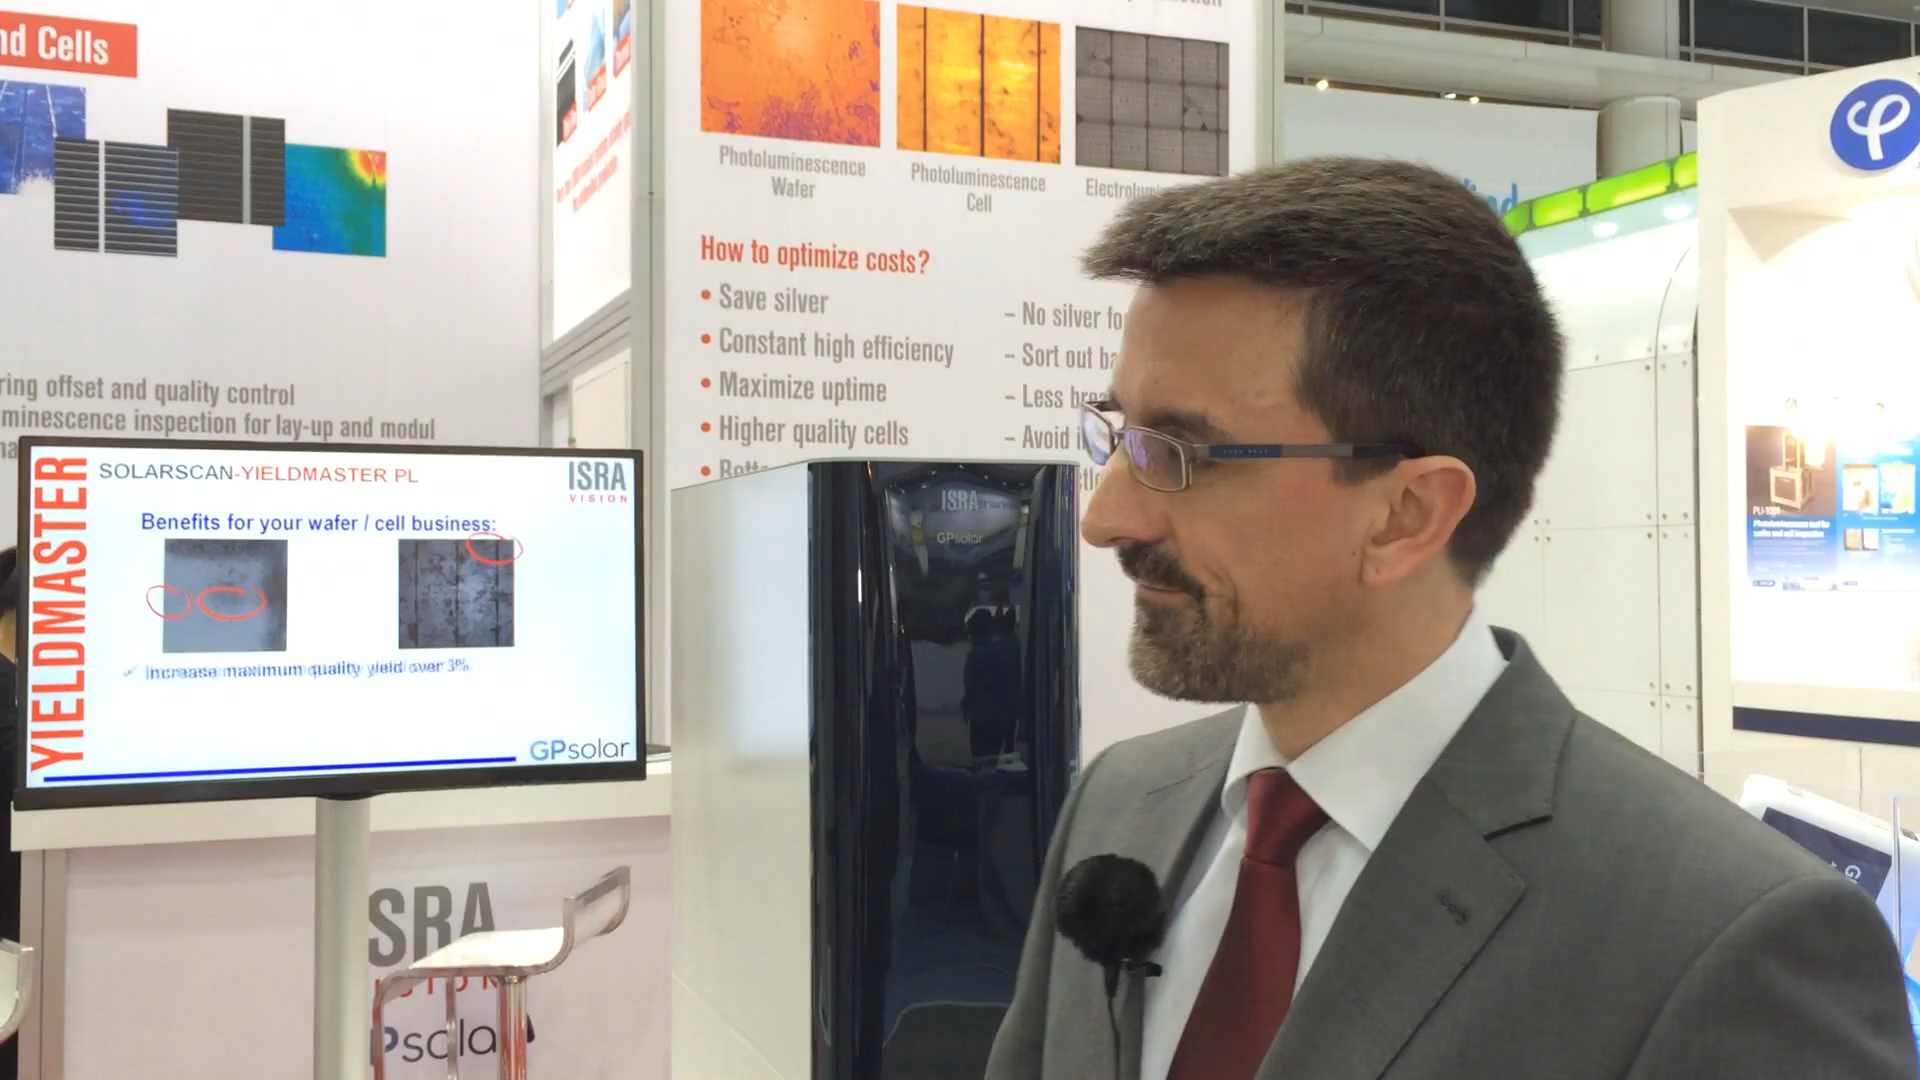 nd Cells
ring offset and quality control
minescence inspection for lay-up and modul
YIELDMASTER
SOLARSCAN-YIELDMASTER PL
ISRA
VISION
Benefits for your wafer / cell business:
✓ Increase maximum quality yield over 3%
GPsolar
SRA
Psola
Photoluminescence
Wafer
Photoluminescence
Cell
How to optimize costs?
• Save silver
• Constant high efficiency
• Maximize uptime
• Higher quality cells
– No silver fo
– Sort out ba
– Less brea
– Avoid i
ISRA
GPsolar